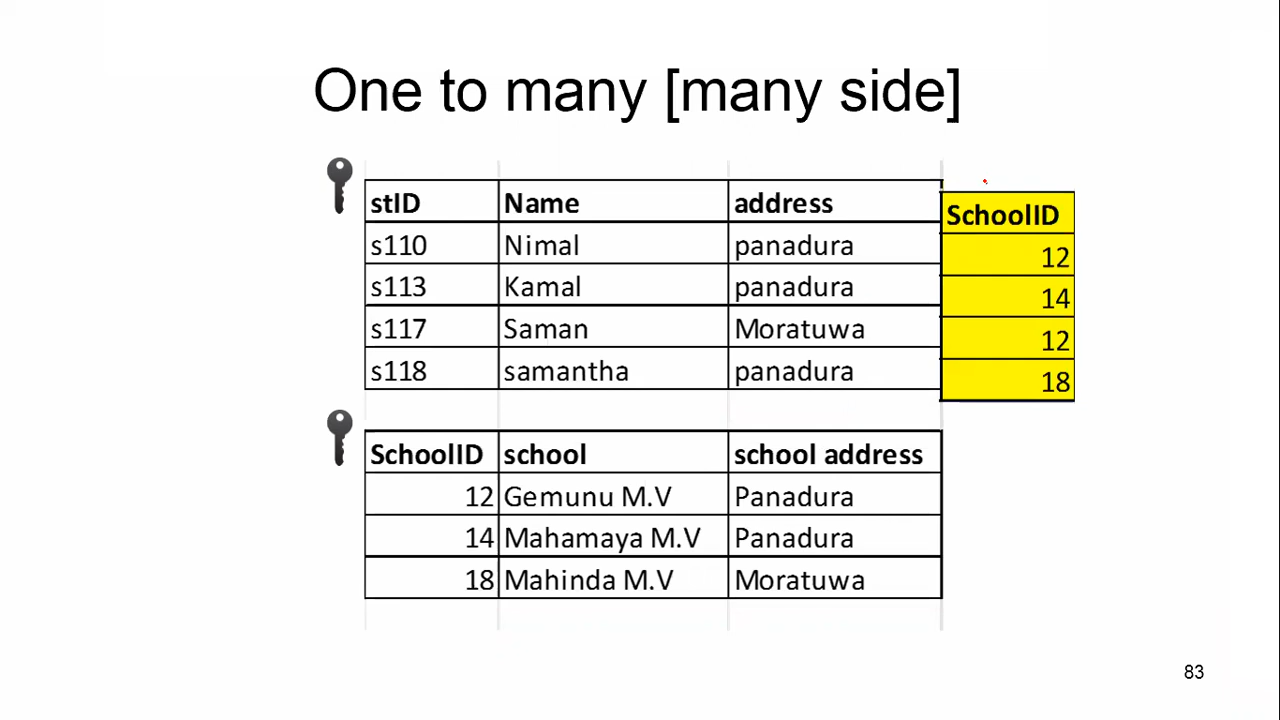 One to many [many side]
stID Name address SchoolID
s110 Nimal panadura 12
s113 Kamal panadura 14
s117 Saman Moratuwa 12
s118 samantha panadura 18
SchoolID school school address
12 Gemunu M.V Panadura
14 Mahamaya M.V Panadura
18 Mahinda M.V Moratuwa
83